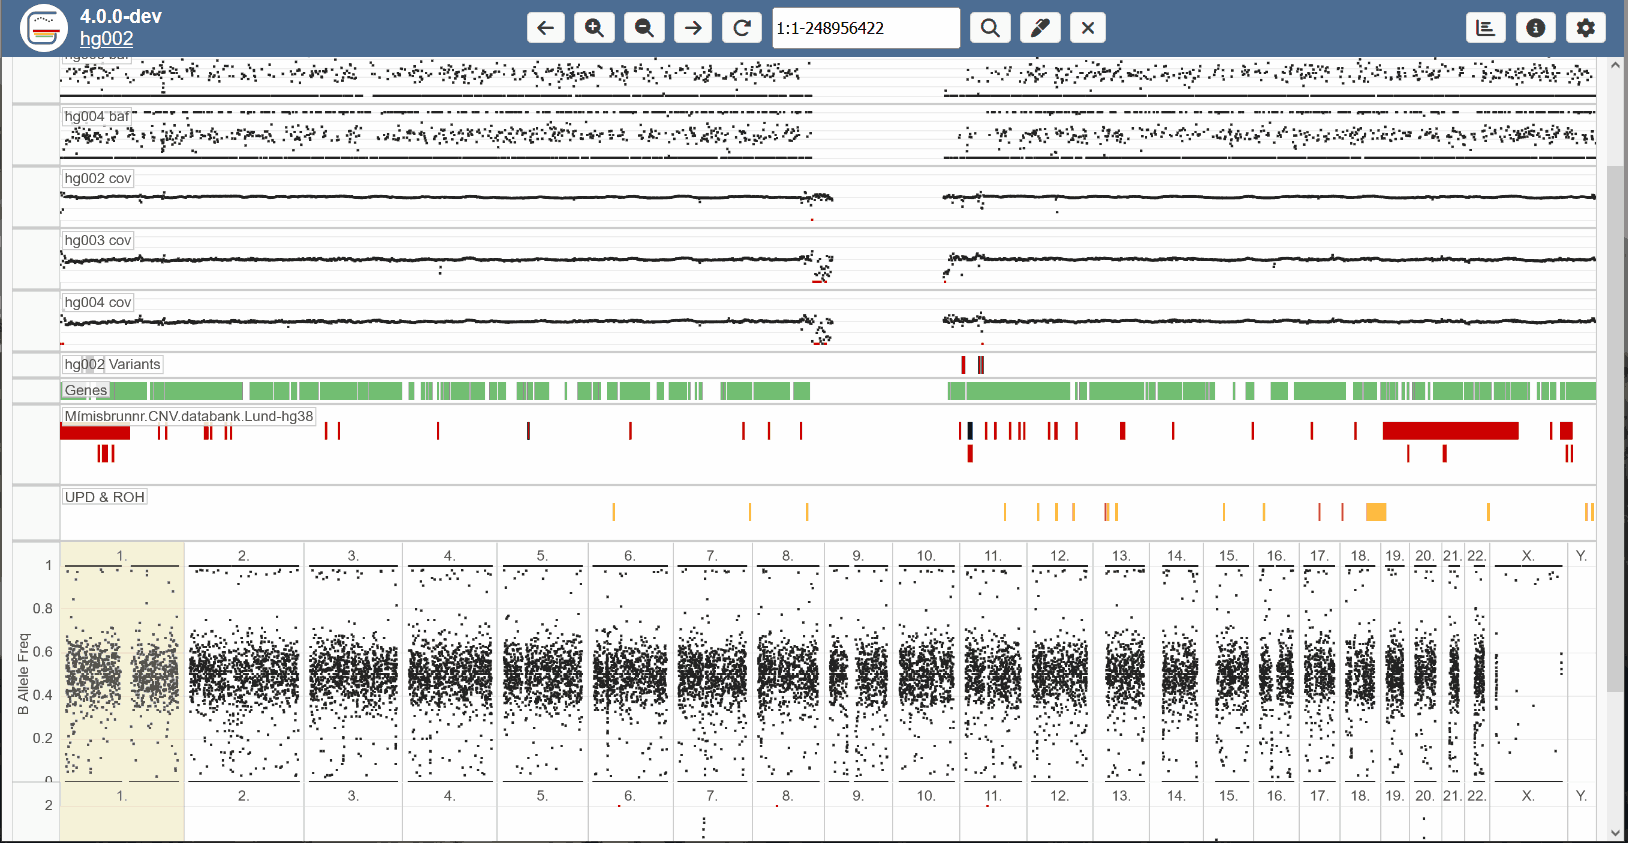 4.0.0-dev
hg002
1:1-248956422
hg003 baf
hg004 baf
hg002 cov
hg003 cov
hg004 cov
hg002 Variants
Genes
Mímisbrunnr.CNV.databank.Lund-hg38
UPD & ROH
1. 2. 3. 4. 5. 6. 7. 8. 9. 10. 11. 12. 13. 14. 15. 16. 17. 18. 19. 20. 21. 22. X. Y.
1
0.8
0.6
0.4
0.2
0
B Allele Freq
1. 2. 3. 4. 5. 6. 7. 8. 9. 10. 11. 12. 13. 14. 15. 16. 17. 18. 19. 20. 21. 22. X. Y.
2